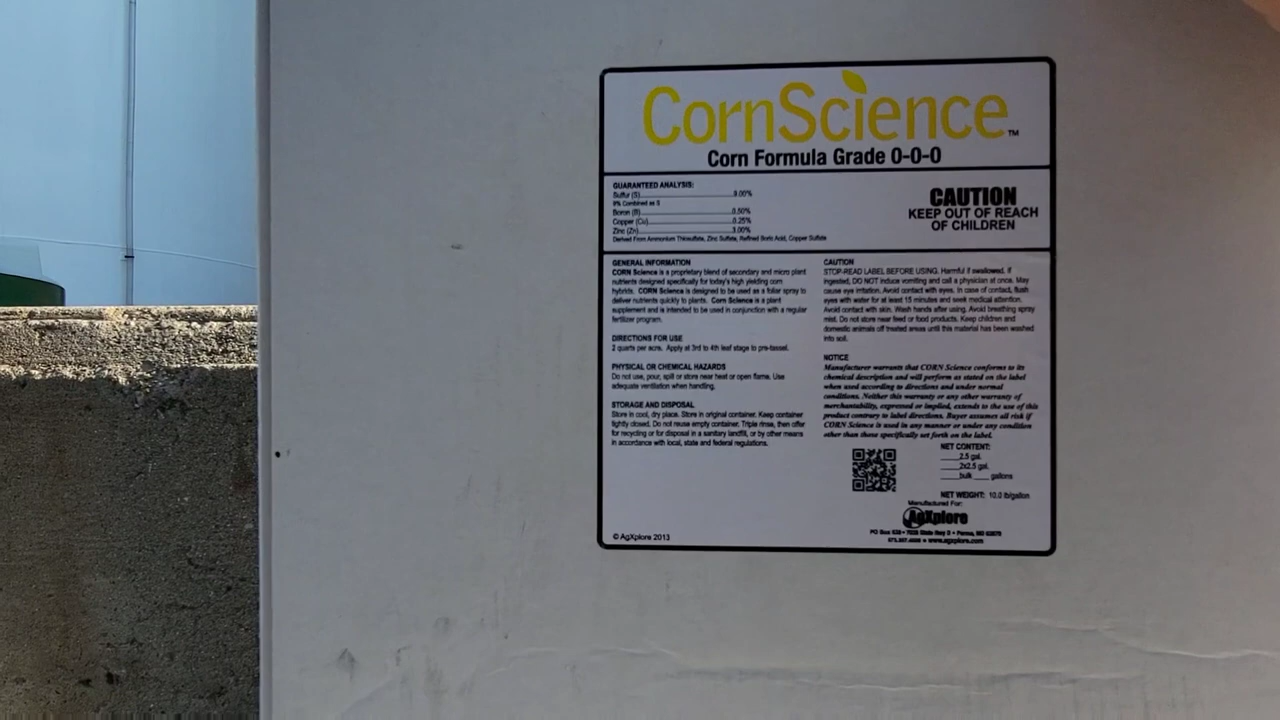 CornScience™
Corn Formula Grade 0-0-0
GUARANTEED ANALYSIS:
Sulfur (S)..........9.00%
9% Combined as S
Boron (B)..........0.50%
Copper (Cu)..........0.25%
Zinc (Zn)..........3.00%
Derived From Ammonium Thiosulfate, Zinc Sulfate, Refined Boric Acid, Copper Sulfate
CAUTION
KEEP OUT OF REACH
OF CHILDREN
GENERAL INFORMATION
CORN Science is a proprietary blend of secondary and micro plant
nutrients designed specifically for today's high yielding corn
hybrids. CORN Science is designed to be used as a foliar spray to
deliver nutrients quickly to plants. Corn Science is a plant
supplement and is intended to be used in conjunction with a regular
fertilizer program.
DIRECTIONS FOR USE
2 quarts per acre. Apply at 3rd to 4th leaf stage to pre-tassel.
PHYSICAL OR CHEMICAL HAZARDS
Do not use, pour, spill or store near heat or open flame. Use
adequate ventilation when handling.
STORAGE AND DISPOSAL
Store in cool, dry place. Store in original container. Keep container
tightly closed. Do not reuse empty container. Triple rinse, then offer
for recycling or for disposal in a sanitary landfill, or by other means
in accordance with local, state and federal regulations.
© AgXplore 2013
CAUTION
STOP-READ LABEL BEFORE USING. Harmful if swallowed. If
ingested, DO NOT induce vomiting and call a physician at once. May
cause eye irritation. Avoid contact with eyes. In case of contact, flush
eyes with water for at least 15 minutes and seek medical attention.
Avoid contact with skin. Wash hands after using. Avoid breathing spray
mist. Do not store near feed or food products. Keep children and
domestic animals off treated areas until this material has been washed
into soil.
NOTICE
Manufacturer warrants that CORN Science conforms to its
chemical description and will perform as stated on the label
when used according to directions and under normal
conditions. Neither this warranty or any other warranty of
merchantability, expressed or implied, extends to the use of this
product contrary to label directions. Buyer assumes all risk if
CORN Science is used in any manner or under any condition
other than those specifically set forth on the label.
NET CONTENT:
____2.5 gal.
____2x2.5 gal.
____bulk ___ gallons
NET WEIGHT: 10.0 lb/gallon
Manufactured For:
AgXplore
PO Box • State Hwy • MO
www.agxplore.com